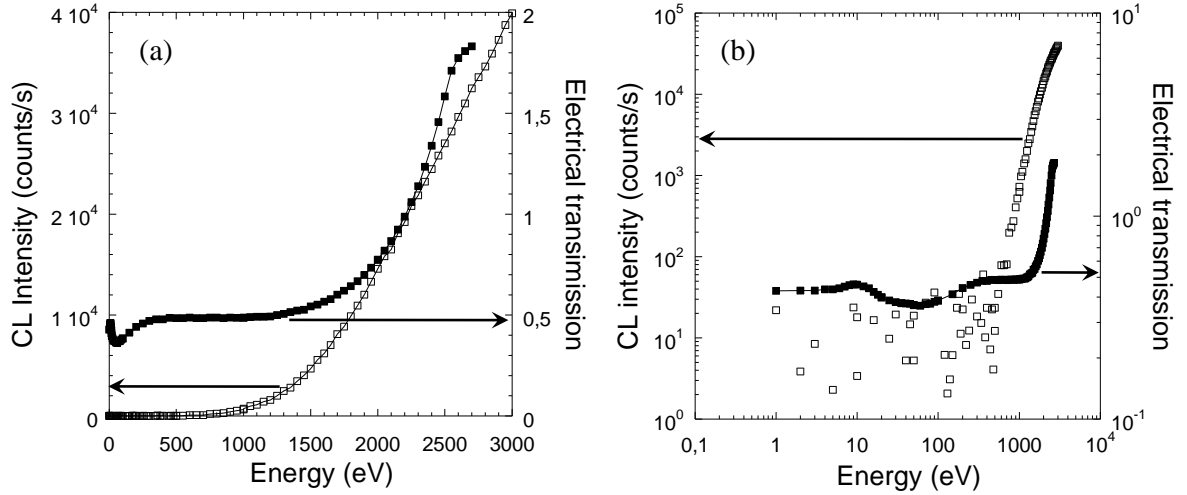 (a)
CL Intensity (counts/s)
4 10⁴
3 10⁴
2 10⁴
1 10⁴
0
2
1,5
1
0,5
0
Electrical transimission
0 500 1000 1500 2000 2500 3000
Energy (eV)
(b)
CL intensity (counts/s)
10⁵
10⁴
10³
10²
10¹
10⁰
10¹
10⁰
10⁻¹
Electrical transmission
0,1 1 10 100 1000 10⁴
Energy (eV)